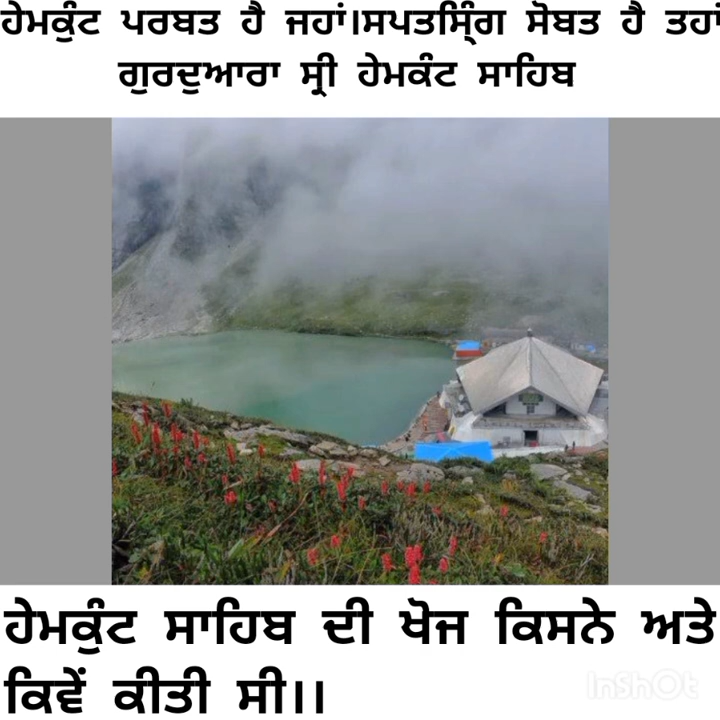 ਹੇਮਕੁੰਟ ਪਰਬਤ ਹੈ ਜਹਾਂ।ਸਪਤਸ੍ਰਿੰਗ ਸੋਬਤ ਹੈ ਤਹਾਂ
ਗੁਰਦੁਆਰਾ ਸ੍ਰੀ ਹੇਮਕੰਟ ਸਾਹਿਬ
ਹੇਮਕੁੰਟ ਸਾਹਿਬ ਦੀ ਖੋਜ ਕਿਸਨੇ ਅਤੇ
ਕਿਵੇਂ ਕੀਤੀ ਸੀ।।
InShOt